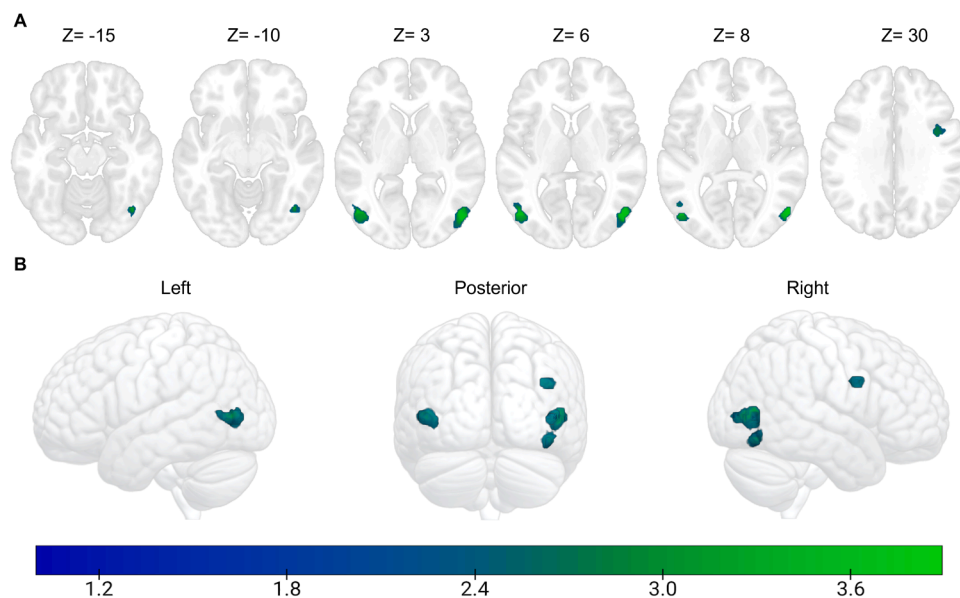 A
Z= -15 Z= -10 Z= 3 Z= 6 Z= 8 Z= 30
B
Left Posterior Right
1.2 1.8 2.4 3.0 3.6